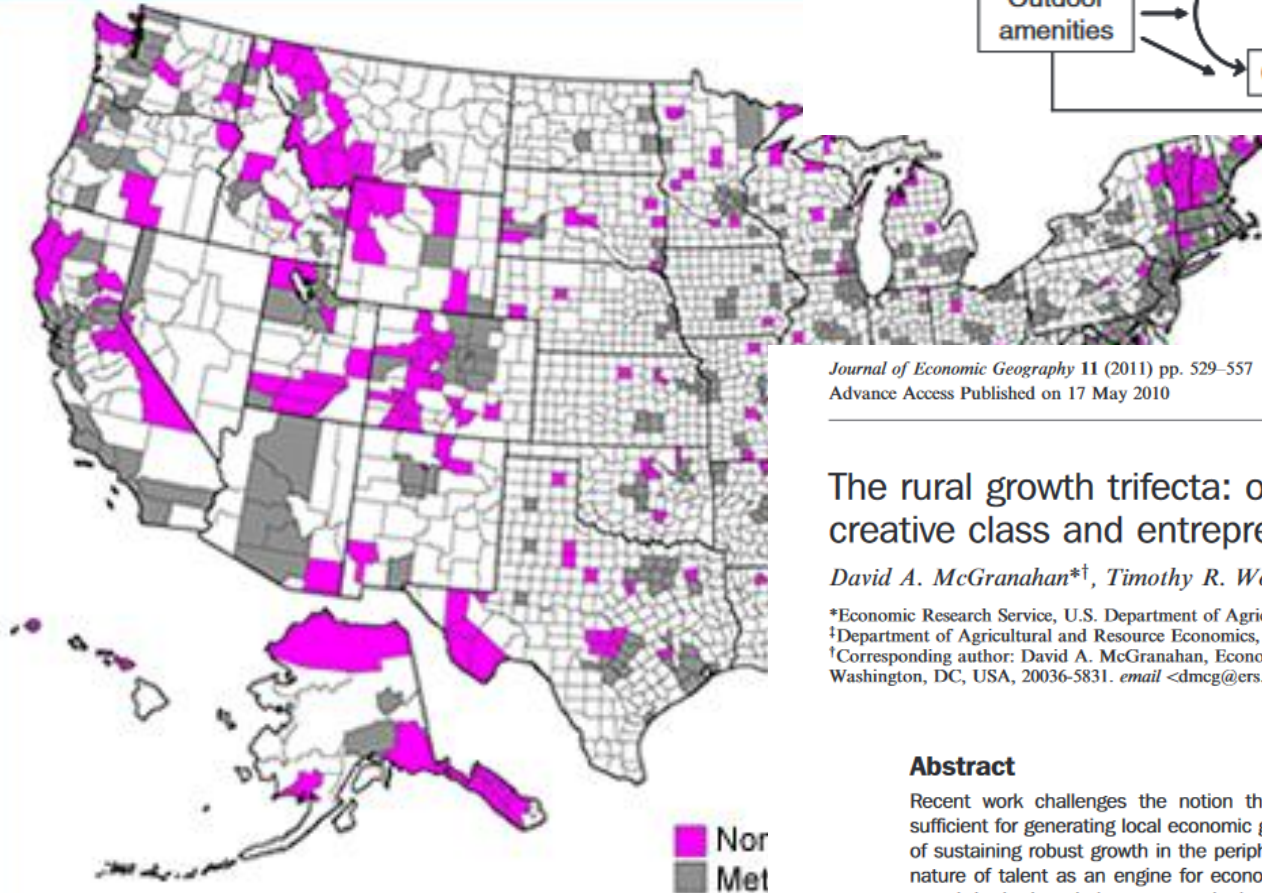 Outdoor
amenities
Journal of Economic Geography 11 (2011) pp. 529–557
Advance Access Published on 17 May 2010
The rural growth trifecta: o
creative class and entrepre
David A. McGranahan*†, Timothy R. Wo
*Economic Research Service, U.S. Department of Agric
‡Department of Agricultural and Resource Economics,
†Corresponding author: David A. McGranahan, Econo
Washington, DC, USA, 20036-5831. email <dmcg@ers.
Abstract
Recent work challenges the notion th
sufficient for generating local economic g
of sustaining robust growth in the periph
nature of talent as an engine for econo
Nor
Met